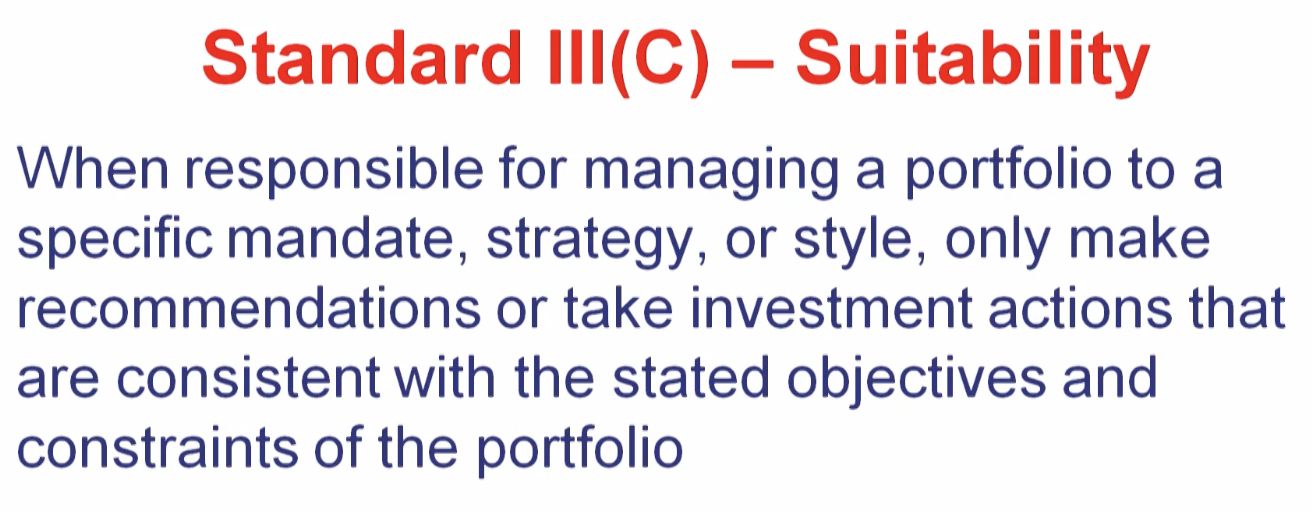 Standard III(C) – Suitability
When responsible for managing a portfolio to a
specific mandate, strategy, or style, only make
recommendations or take investment actions that
are consistent with the stated objectives and
constraints of the portfolio